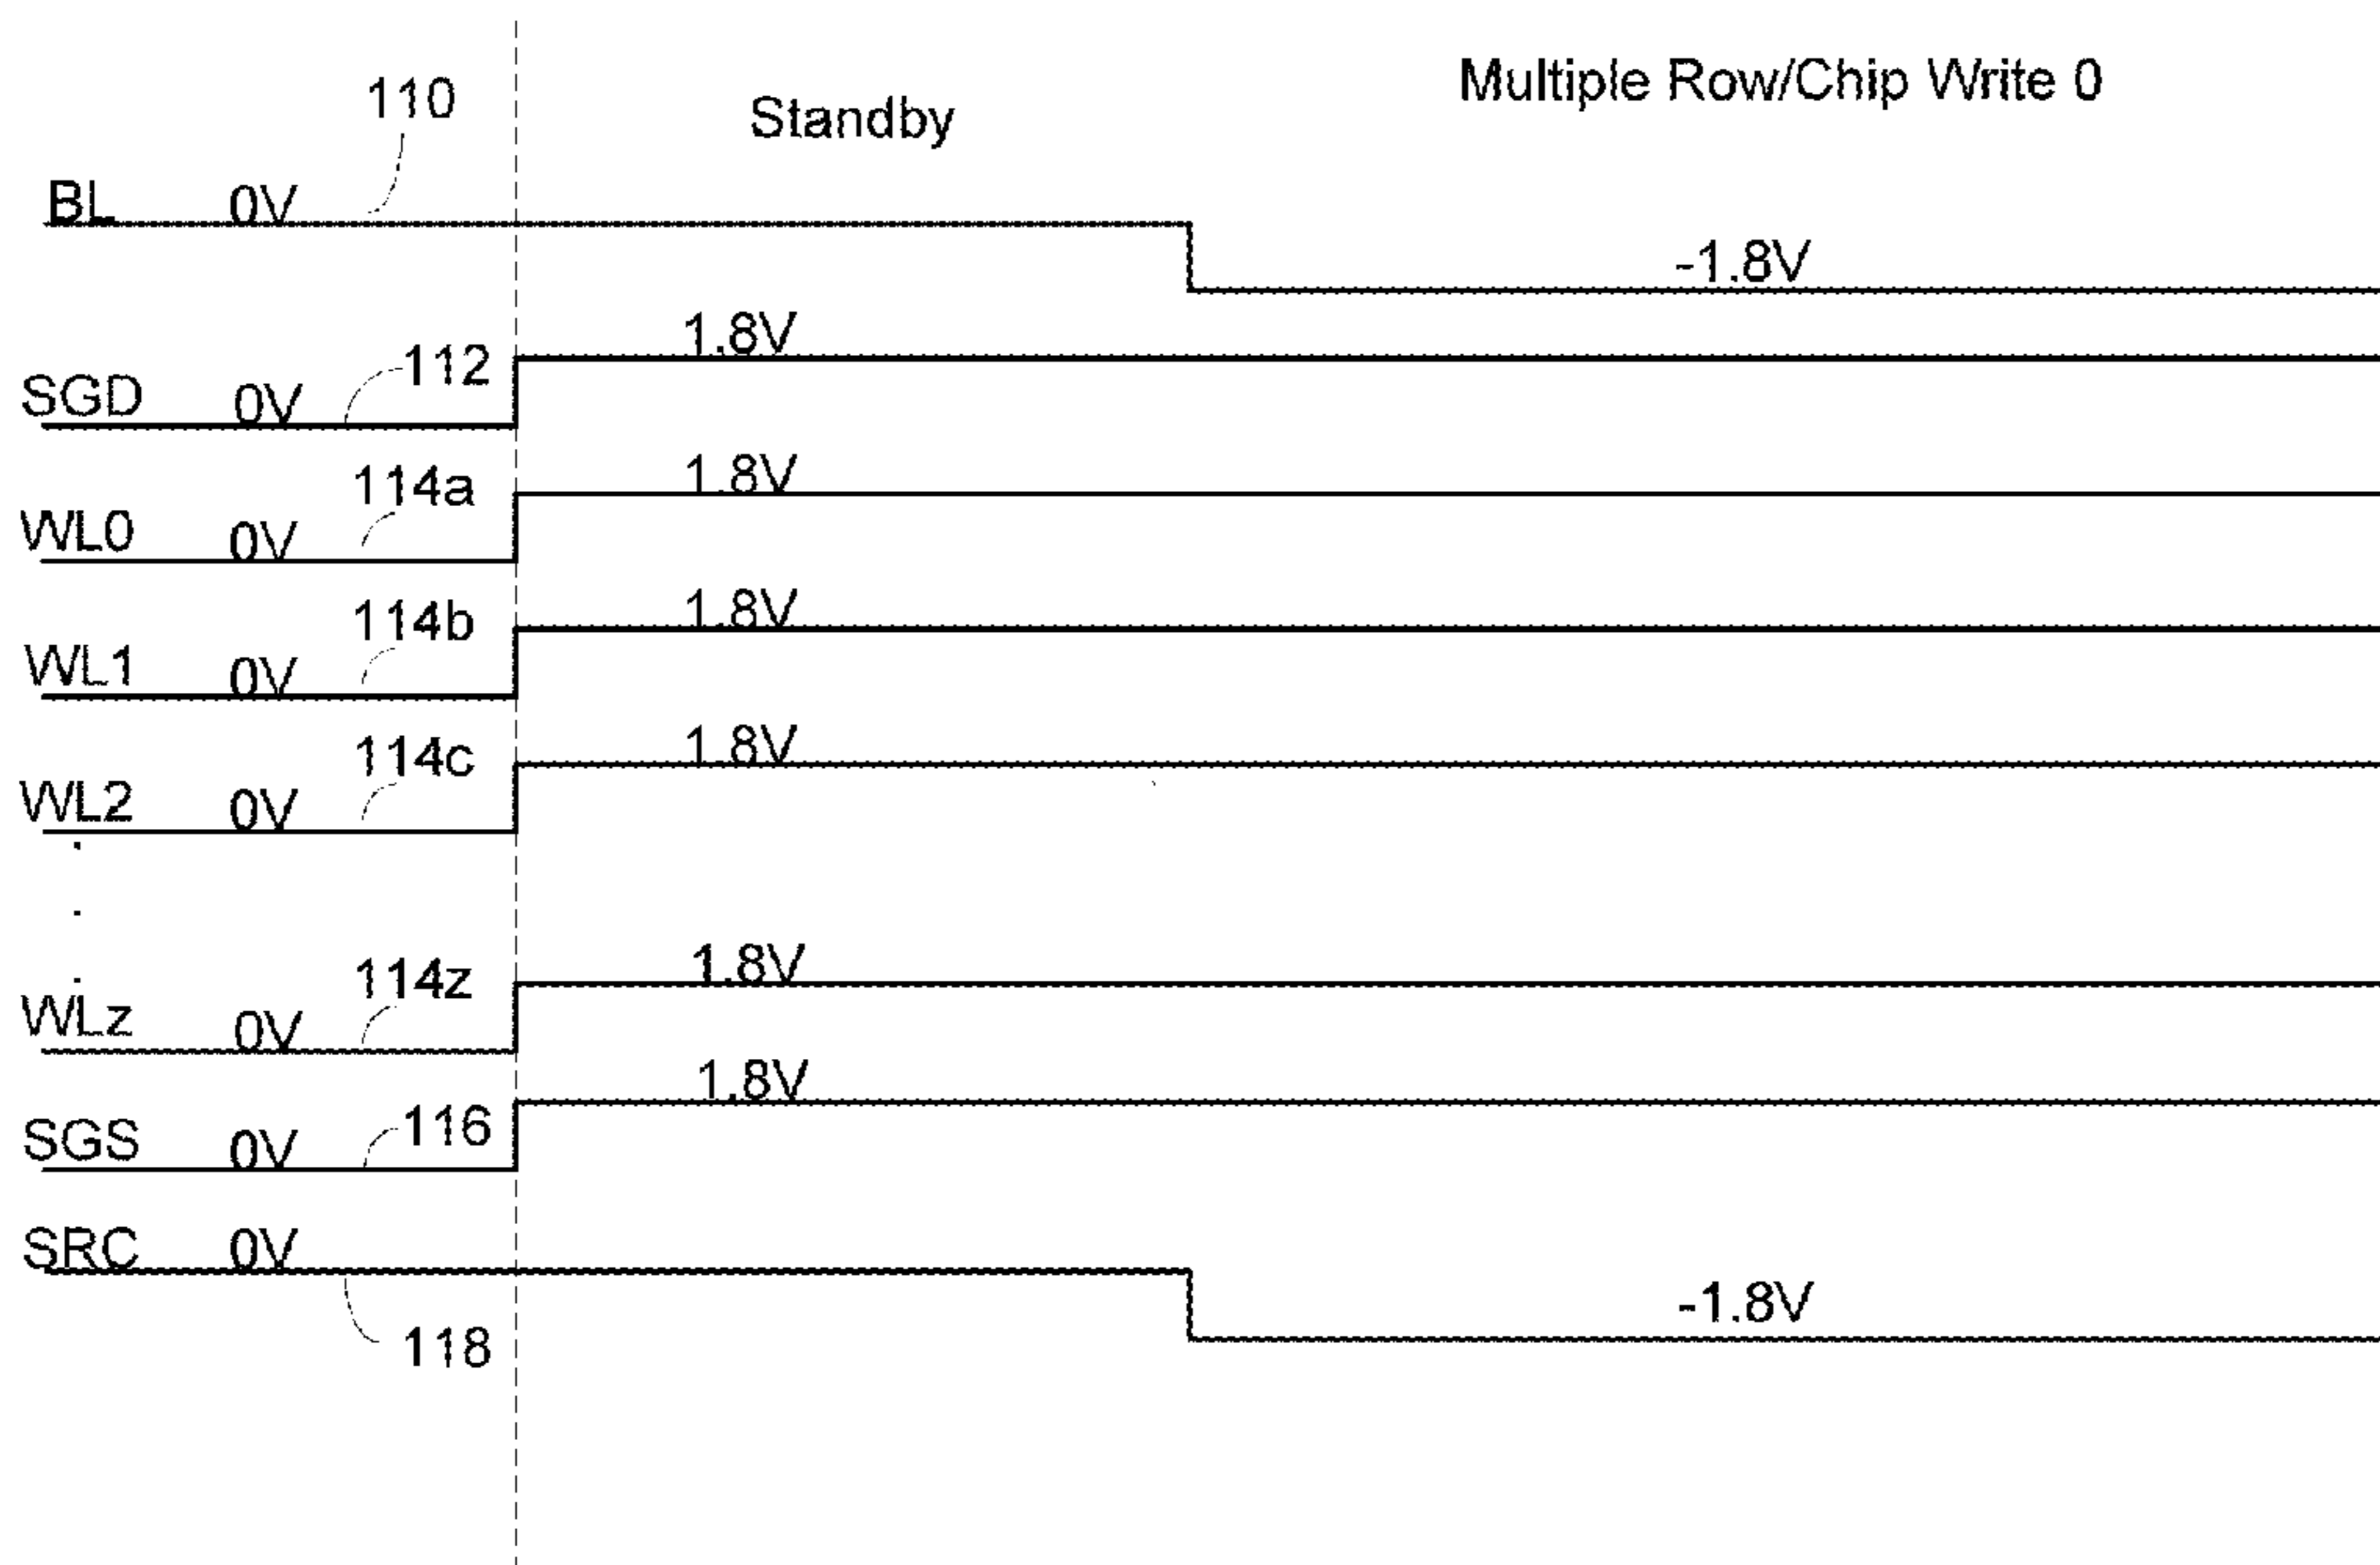 Multiple Row/Chip Write 0
110
Standby
BL 0V
-1.8V
1.8V
112
SGD 0V
1.8V
114a
WL0 0V
1.8V
114b
WL1 0V
1.8V
114c
WL2 0V
.
.
.
1.8V
114z
WLz 0V
1.8V
116
SGS 0V
SRC 0V
-1.8V
118